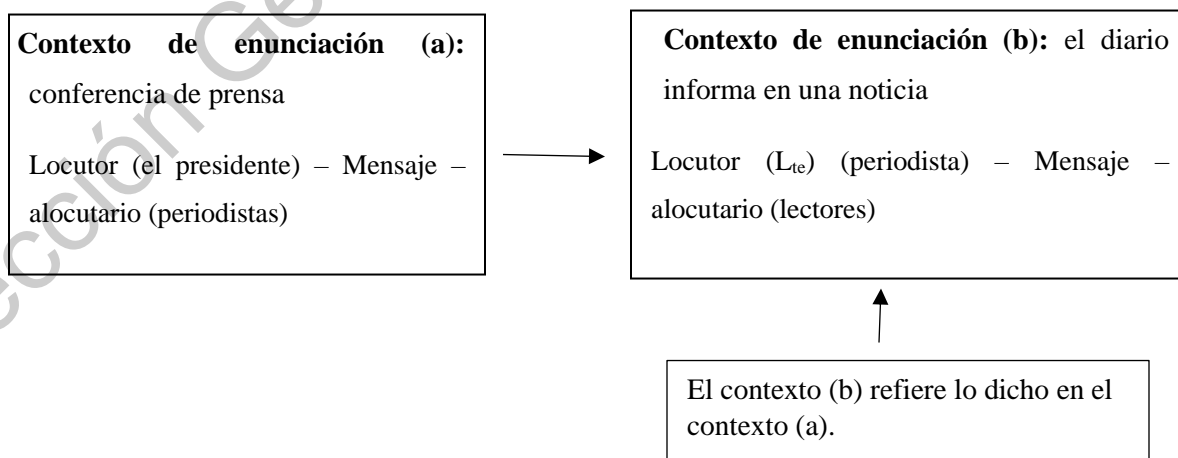 Contexto de enunciación (a):
conferencia de prensa
Locutor (el presidente) – Mensaje –
alocutario (periodistas)
Contexto de enunciación (b): el diario
informa en una noticia
Locutor (Lte) (periodista) – Mensaje –
alocutario (lectores)
El contexto (b) refiere lo dicho en el
contexto (a).